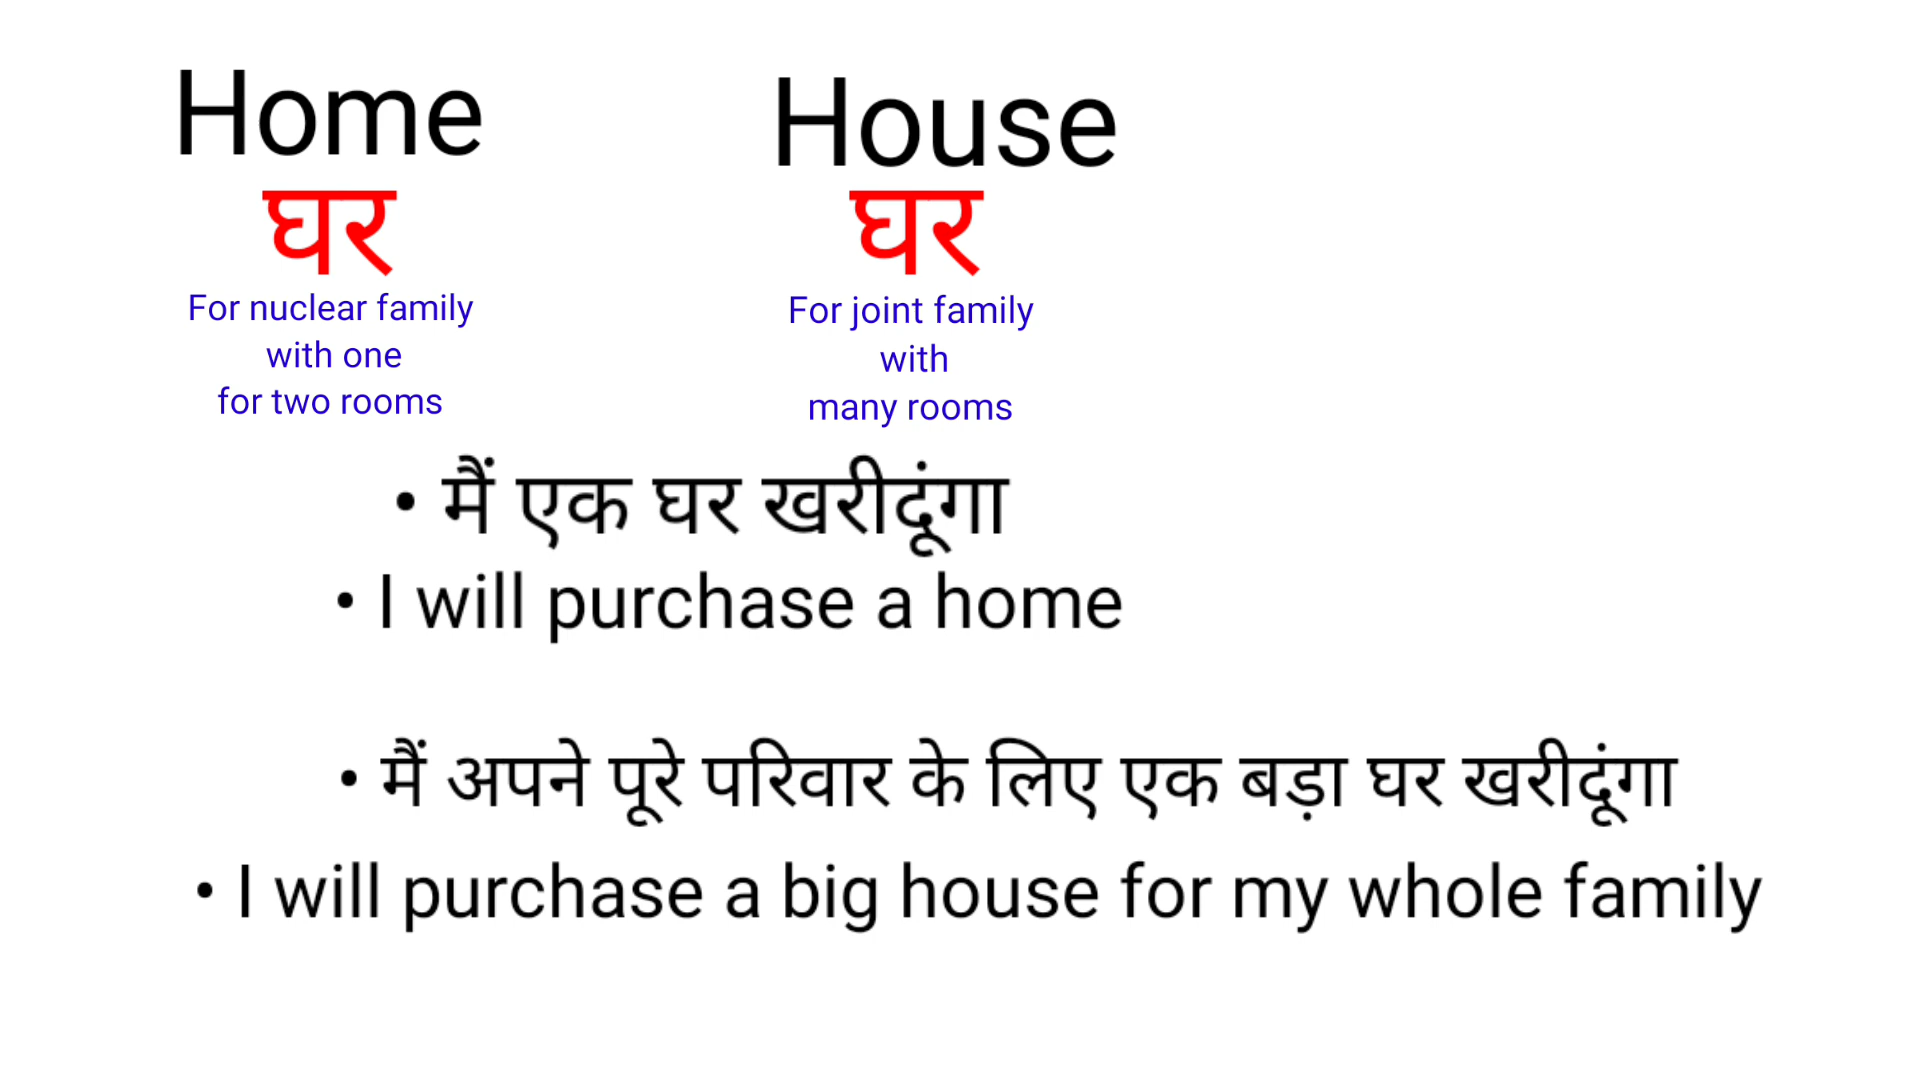 Home
House
घर
घर
For nuclear family
with one
for two rooms
For joint family
with
many rooms
• मैं एक घर खरीदूंगा
• I will purchase a home
• मैं अपने पूरे परिवार के लिए एक बड़ा घर खरीदूंगा
• I will purchase a big house for my whole family